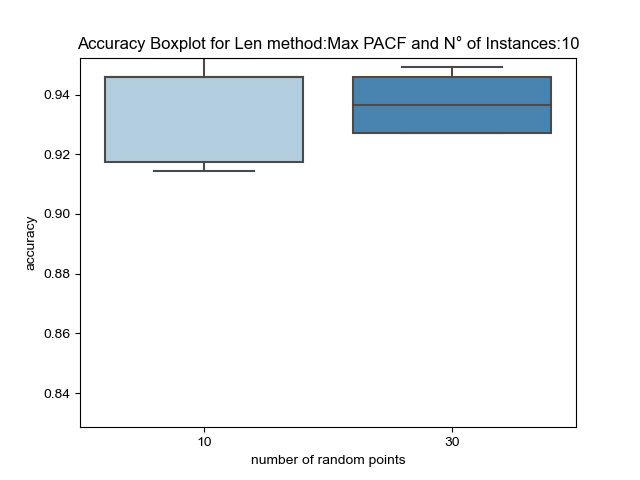 Accuracy Boxplot for Len method:Max PACF and N° of Instances:10
0.94
0.92
0.90
0.88
0.86
0.84
accuracy
10 30
number of random points